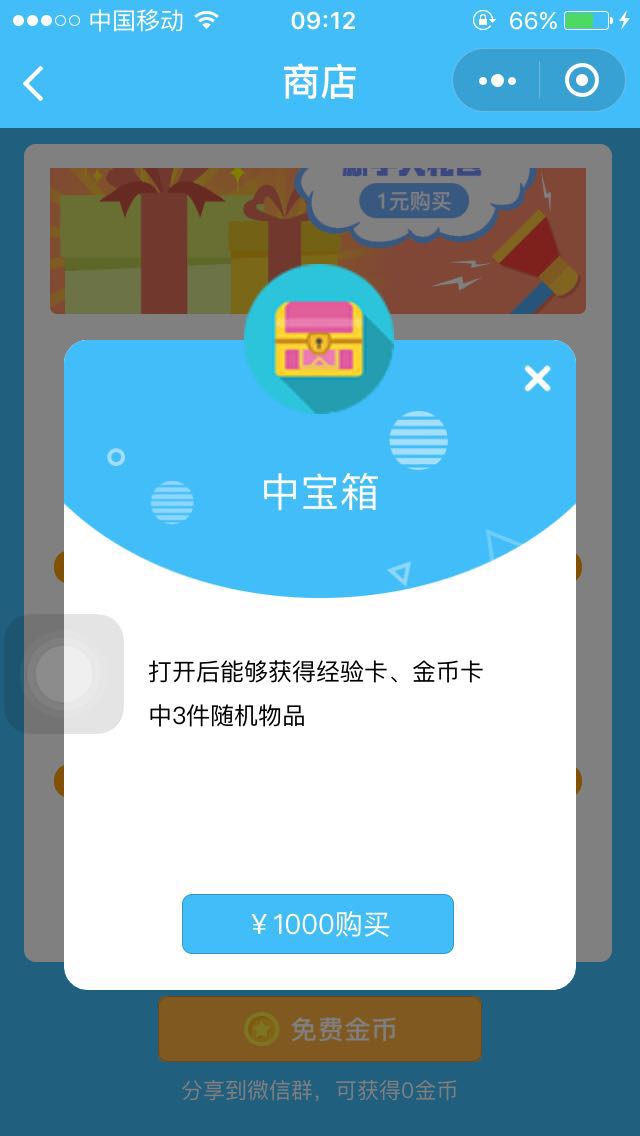 中国移动
09:12
66%
商店
1元购买
中宝箱
打开后能够获得经验卡、金币卡
中3件随机物品
￥1000购买
免费金币
分享到微信群，可获得0金币